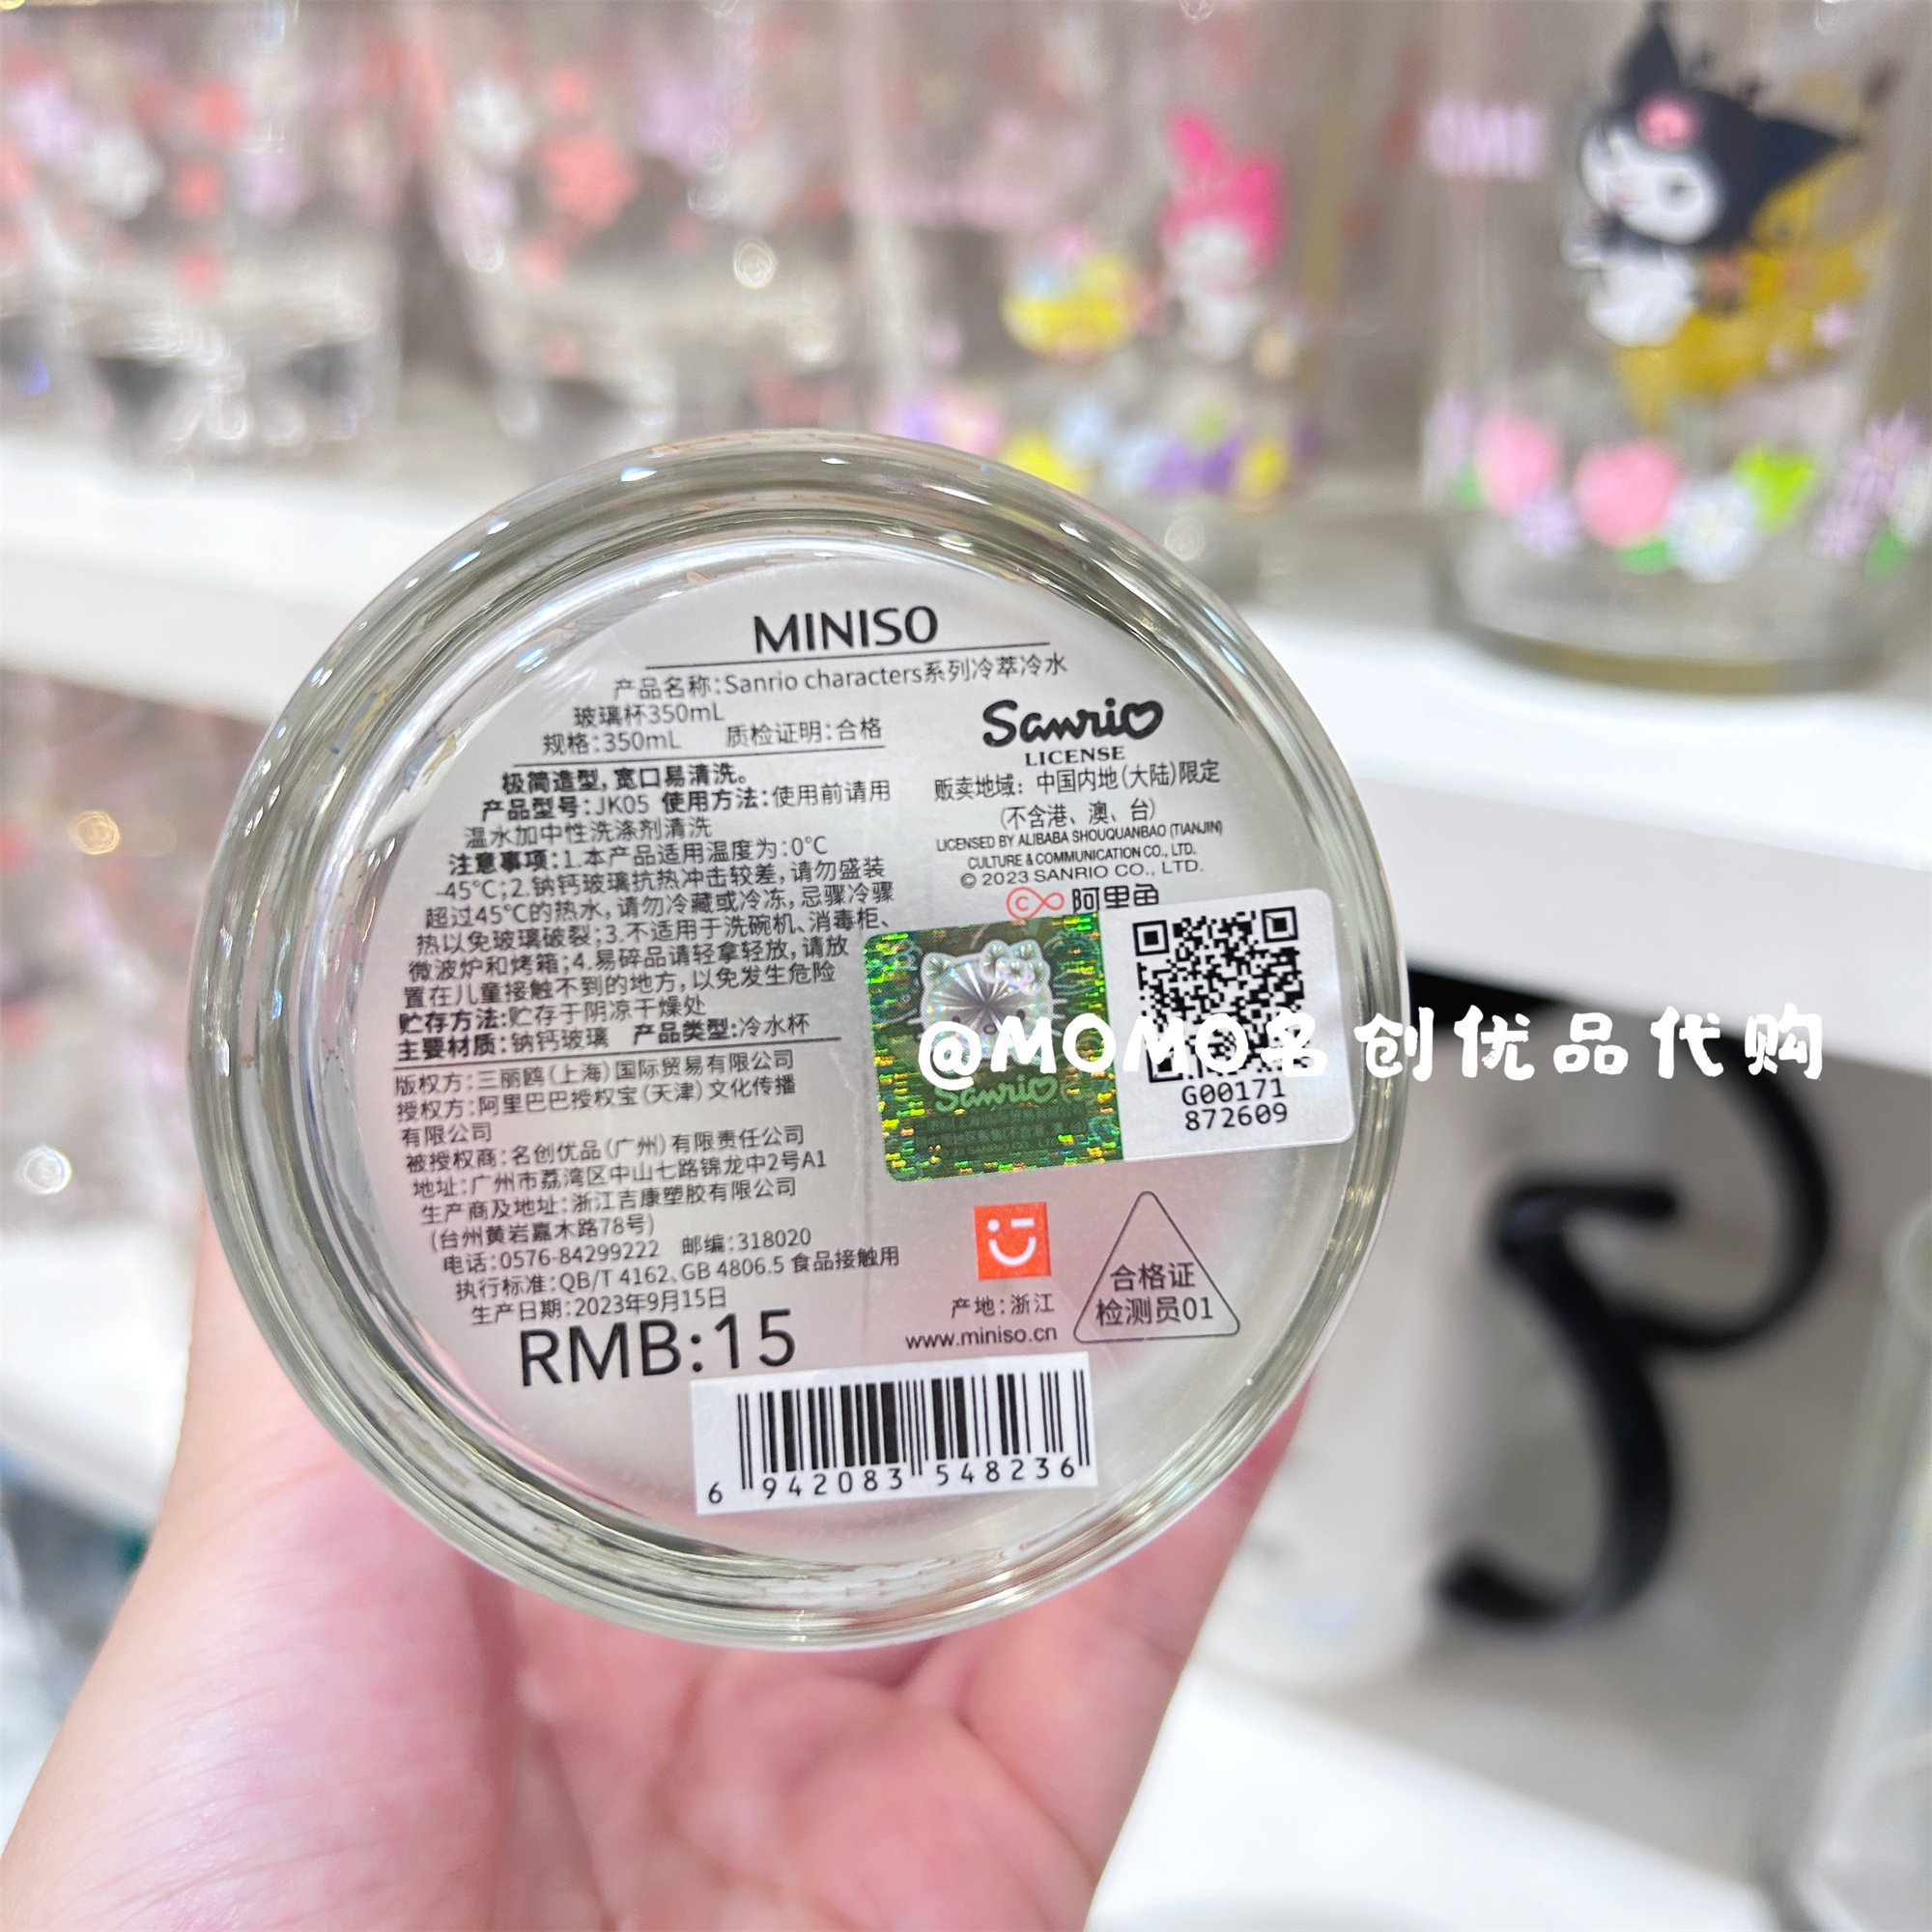 MINISO
产品名称:Sanrio characters系列冷萃冷水
玻璃杯350mL
规格:350mL 质检证明:合格
极简造型,宽口易清洗。
产品型号:JK05 使用方法:使用前请用
温水加中性洗涤剂清洗
注意事项:1.本产品适用温度为:0℃
-45℃;2.钠钙玻璃抗热冲击较差,请勿盛装
超过45℃的热水,请勿冷藏或冷冻,忌骤冷骤
热以免玻璃破裂;3.不适用于洗碗机、消毒柜、
微波炉和烤箱;4.易碎品请轻拿轻放,请放
置在儿童接触不到的地方,以免发生危险
贮存方法:贮存于阴凉干燥处
主要材质:钠钙玻璃 产品类型:冷水杯
版权方:三丽鸥(上海)国际贸易有限公司
授权方:阿里巴巴授权宝(天津)文化传播
有限公司
被授权商:名创优品(广州)有限责任公司
地址:广州市荔湾区中山七路锦龙中2号A1
生产商及地址:浙江吉康塑胶有限公司
(台州黄岩嘉木路78号)
电话:0576-84299222 邮编:318020
执行标准:QB/T 4162、GB 4806.5 食品接触用
生产日期:2023年9月15日
RMB:15
Sanrio
LICENSE
贩卖地域: 中国内地(大陆)限定
(不含港、澳、台)
LICENSED BY ALIBABA SHOUQUANBAO (TIANJIN)
CULTURE & COMMUNICATION CO., LTD.
© 2023 SANRIO CO., LTD.
阿里鱼
Sanrio
G00171
872609
@MOMO名创优品代购
产地:浙江
www.miniso.cn
合格证
检测员01
6 942083 548236